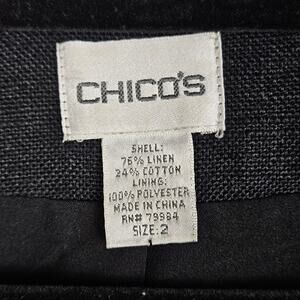 CHICO'S
SHELL:
76% LINEN
24% COTTON
LINING:
100% POLYESTER
MADE IN CHINA
RN# 79984
SIZE: 2